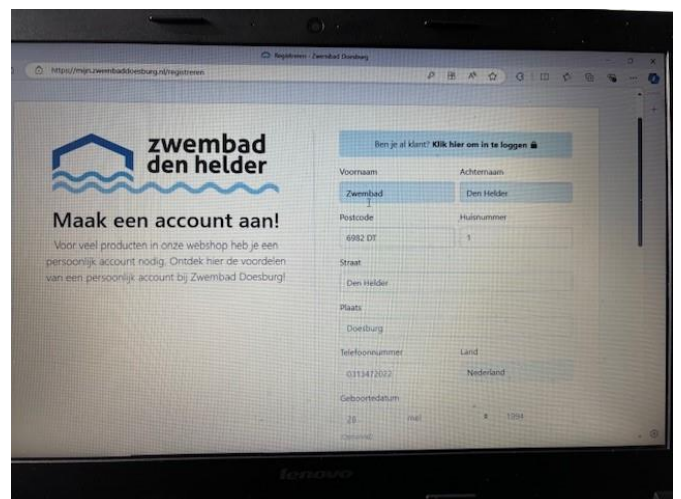 Registreren - Zwembad Doesburg
https://mijn.zwembaddoesburg.nl/registreren
zwembad
den helder
Maak een account aan!
Voor veel producten in onze webshop heb je een
persoonlijk account nodig. Ontdek hier de voordelen
van een persoonlijk account bij Zwembad Doesburg!
Ben je al klant? Klik hier om in te loggen
Voornaam
Achternaam
Zwembad
Den Helder
Postcode
Huisnummer
6982 DT
1
Straat
Den Helder
Plaats
Doesburg
Telefoonnummer
Land
0313472022
Nederland
Geboortedatum
28
mei
lenovo